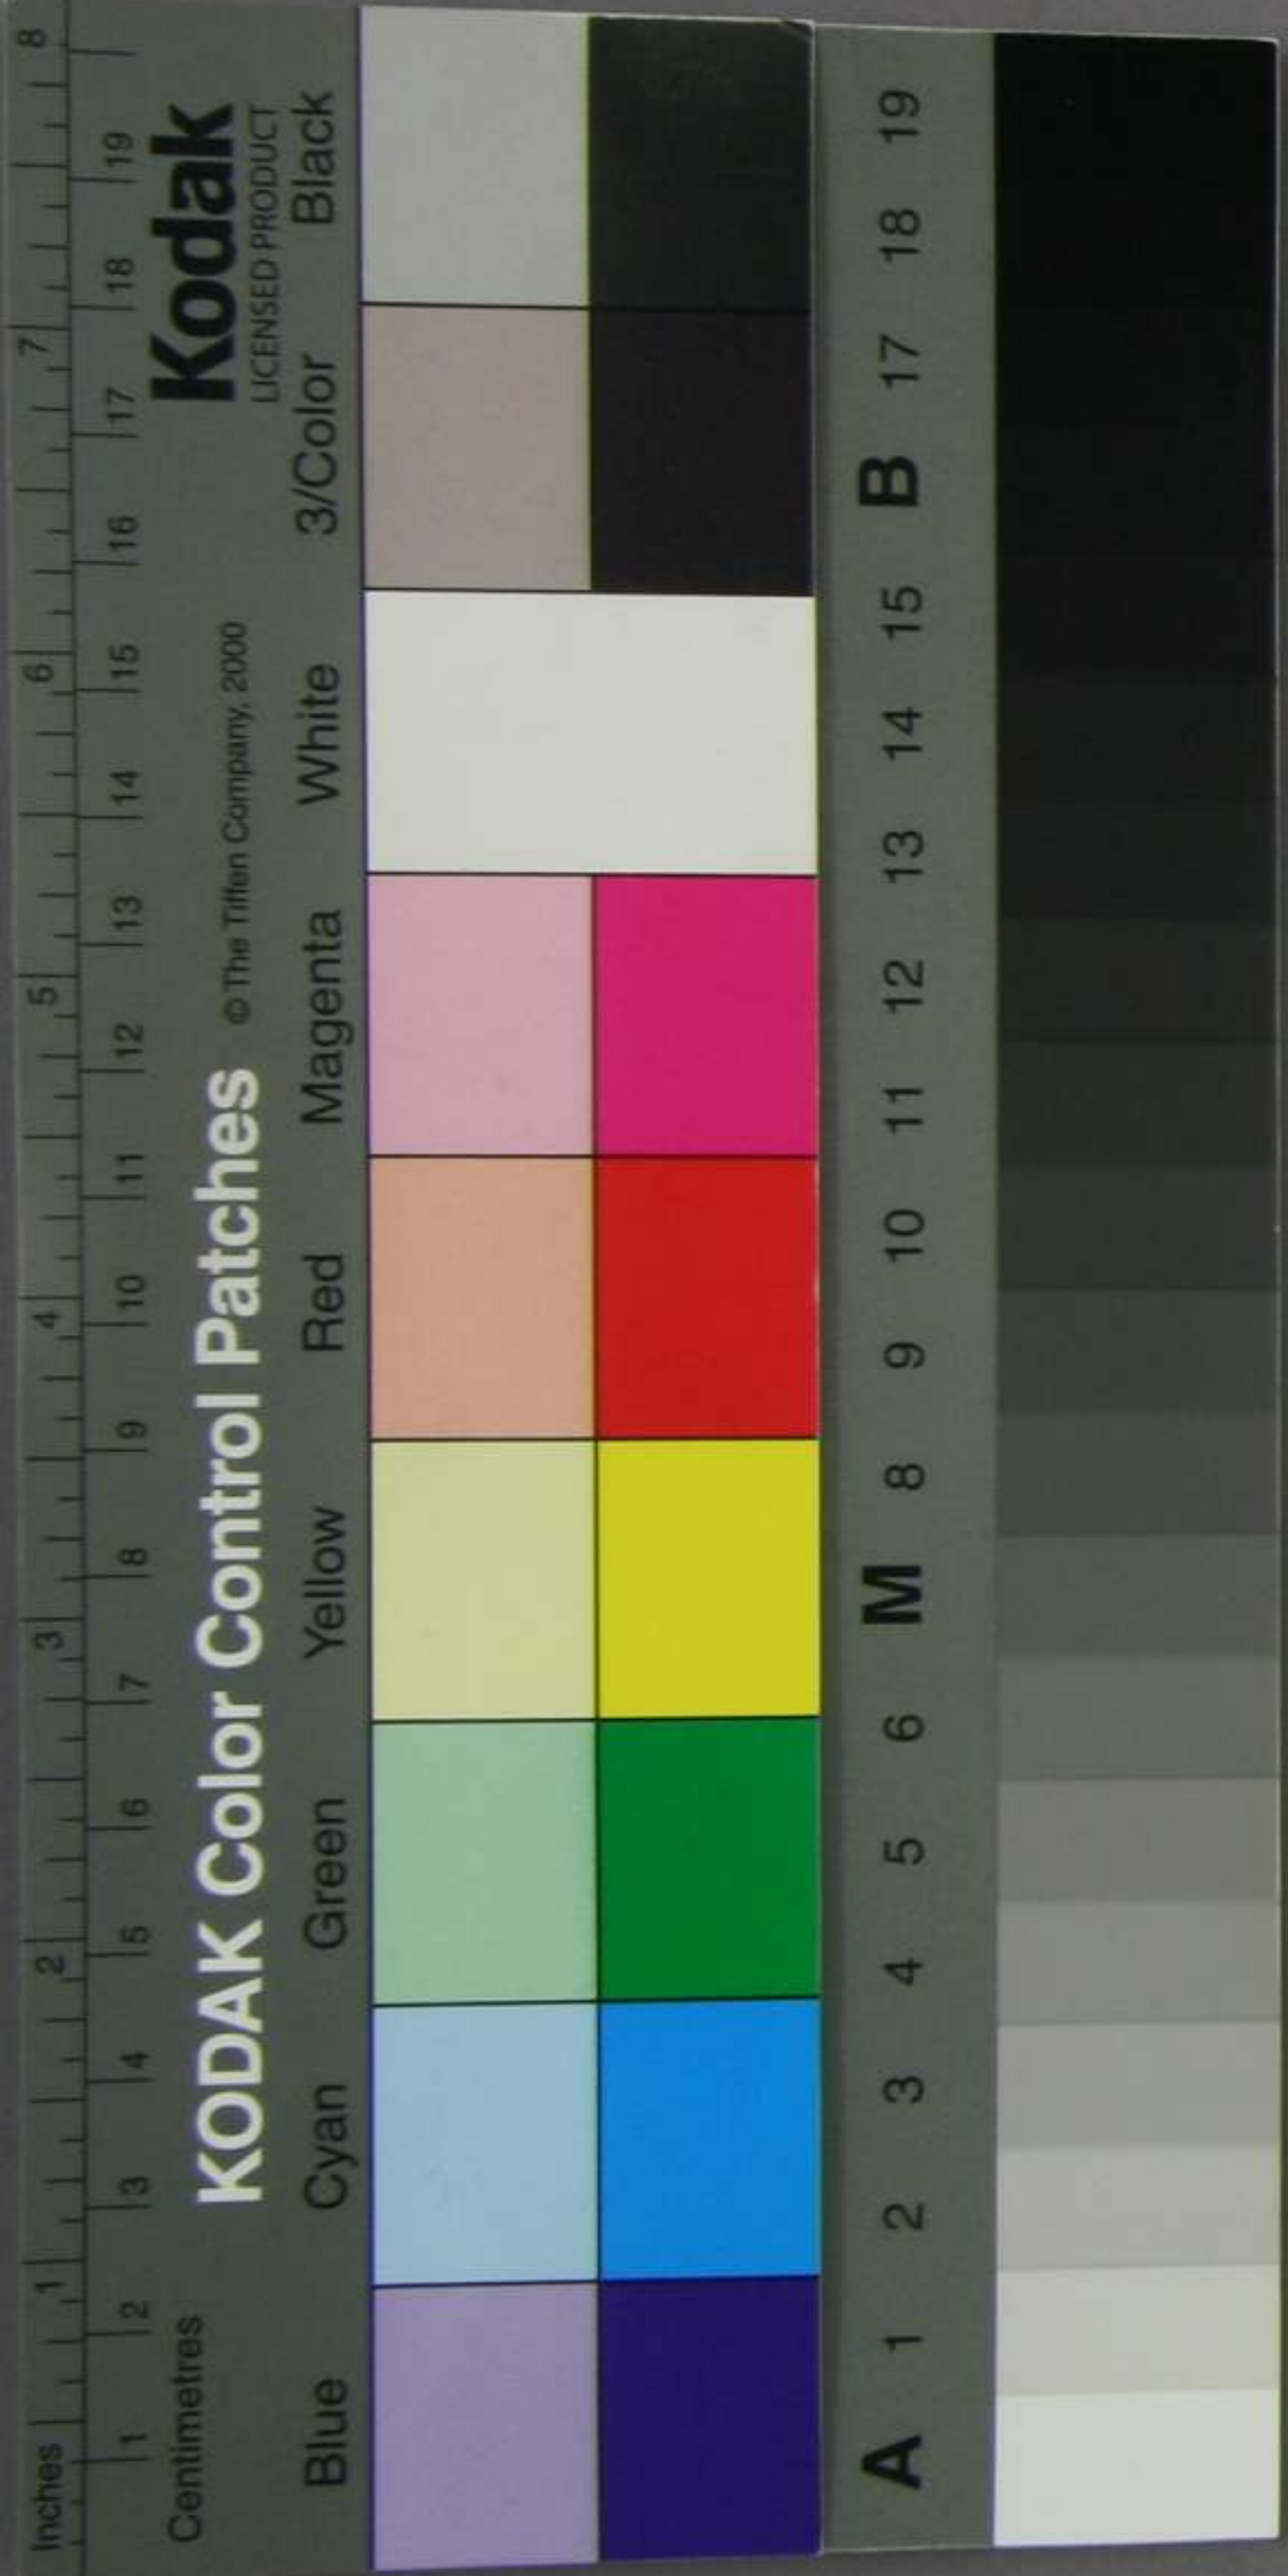 Inches 1 2 3 4 5 6 7 8
Centimetres 1 2 3 4 5 6 7 8 9 10 11 12 13 14 15 16 17 18 19
KODAK Color Control Patches © The Tiffen Company, 2000 Kodak
LICENSED PRODUCT
Blue Cyan Green Yellow Red Magenta White 3/Color Black
A 1 2 3 4 5 6 M 8 9 10 11 12 13 14 15 B 17 18 19